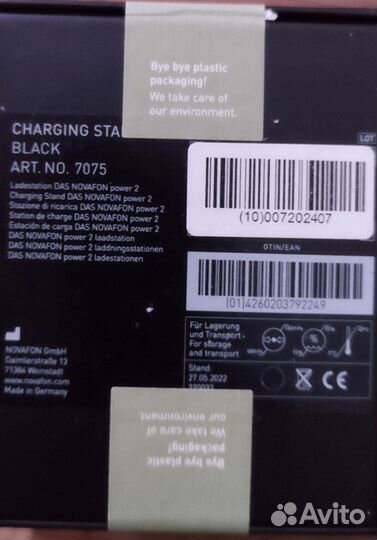 Bye bye plastic
packaging!
We take care of
our environment.
CHARGING STA
BLACK
ART. NO. 7075
Ladestation DAS NOVAFON power 2
Charging Stand DAS NOVAFON power 2
Stazione di ricarica DAS NOVAFON power 2
Station de charge DAS NOVAFON power 2
Estación de carga DAS NOVAFON power 2
DAS NOVAFON power 2 laadstation
DAS NOVAFON power 2 laddningsstationen
DAS NOVAFON power 2 ladestationen
NOVAFON GmbH
Daimlerstraße 13
71384 Weinstadt
www.novafon.com
Made in Germany
LOT
(10)007202407
GTIN/EAN
(01)4260203792249
Für Lagerung
und Transport
For storage
and transport
%
Stand:
27.05.2022
CE
Bye bye plastic
packaging!
We take care of
our environment.
Avito